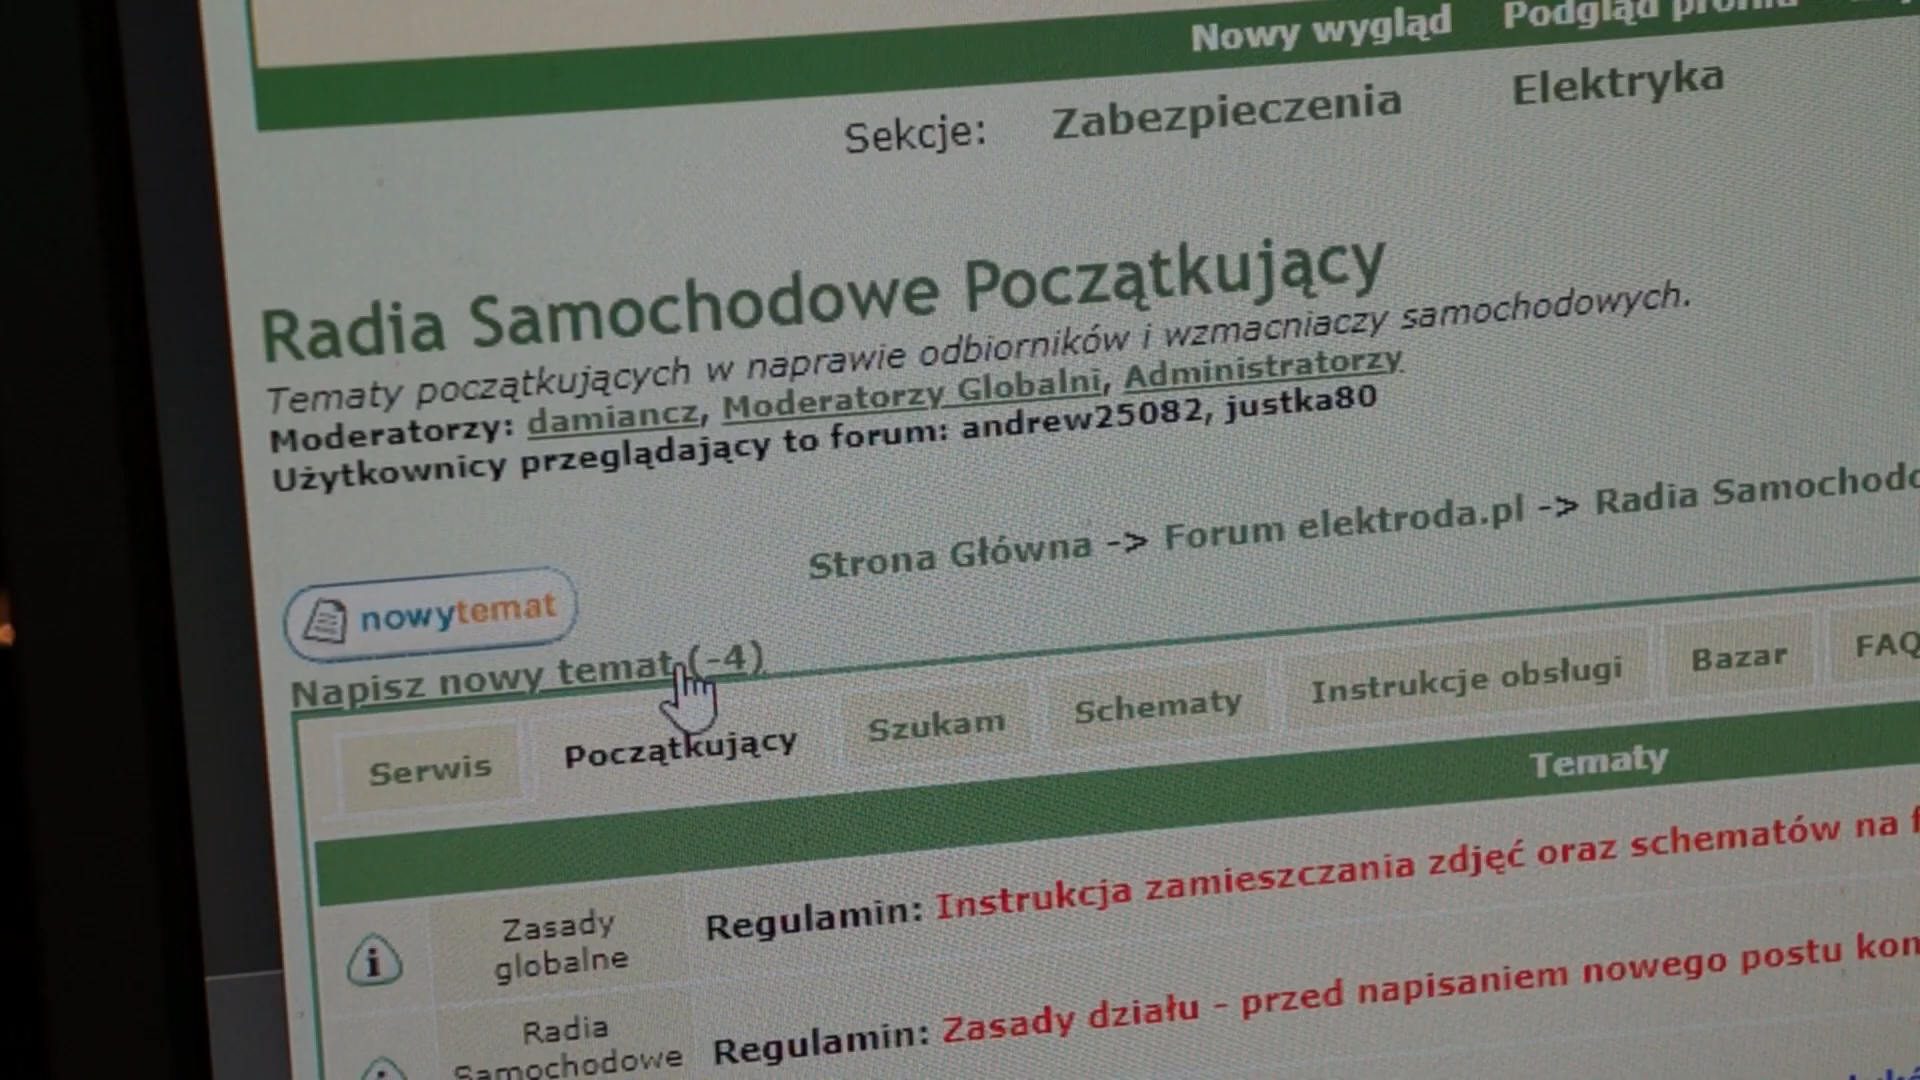 Nowy wygląd Podgląd
Sekcje: Zabezpieczenia Elektryka
Radia Samochodowe Początkujący
Tematy początkujących w naprawie odbiorników i wzmacniaczy samochodowych.
Moderatorzy: damiancz, Moderatorzy Globalni, Administratorzy
Użytkownicy przeglądający to forum: andrew25082, justka80
Strona Główna -> Forum elektroda.pl -> Radia
nowytemat
Napisz nowy temat (-4)
Serwis Początkujący Szukam Schematy Instrukcje obsługi Bazar FAQ
Tematy
Zasady
globalne
Regulamin: Instrukcja zamieszczania zdjęć oraz schematów na
Radia
Samochodowe
Regulamin: Zasady działu - przed napisaniem nowego postu